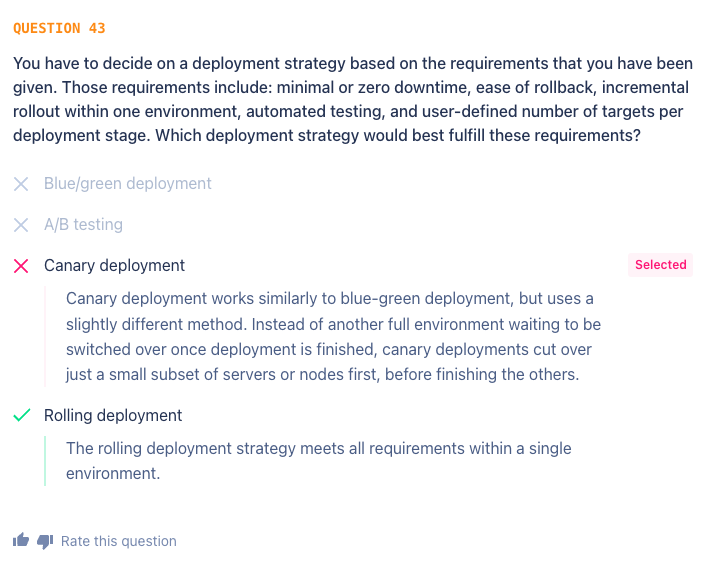 QUESTION 43
You have to decide on a deployment strategy based on the requirements that you have been
given. Those requirements include: minimal or zero downtime, ease of rollback, incremental
rollout within one environment, automated testing, and user-defined number of targets per
deployment stage. Which deployment strategy would best fulfill these requirements?
Blue/green deployment
A/B testing
Canary deployment Selected
Canary deployment works similarly to blue-green deployment, but uses a
slightly different method. Instead of another full environment waiting to be
switched over once deployment is finished, canary deployments cut over
just a small subset of servers or nodes first, before finishing the others.
Rolling deployment
The rolling deployment strategy meets all requirements within a single
environment.
Rate this question